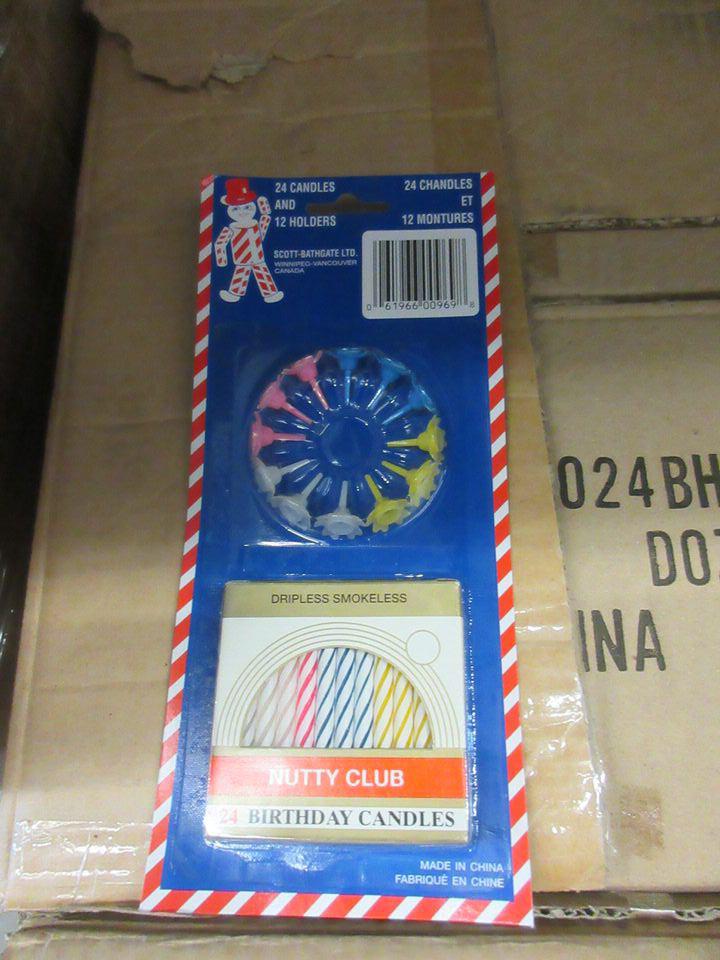 24 CANDLES
AND
12 HOLDERS
24 CHANDLES
ET
12 MONTURES
SCOTT-BATHGATE LTD.
WINNIPEG-VANCOUVER
CANADA
0 61966 00969 8
DRIPLESS SMOKELESS
NUTTY CLUB
24 BIRTHDAY CANDLES
MADE IN CHINA
FABRIQUÉ EN CHINE
024BH
DOZ
INA